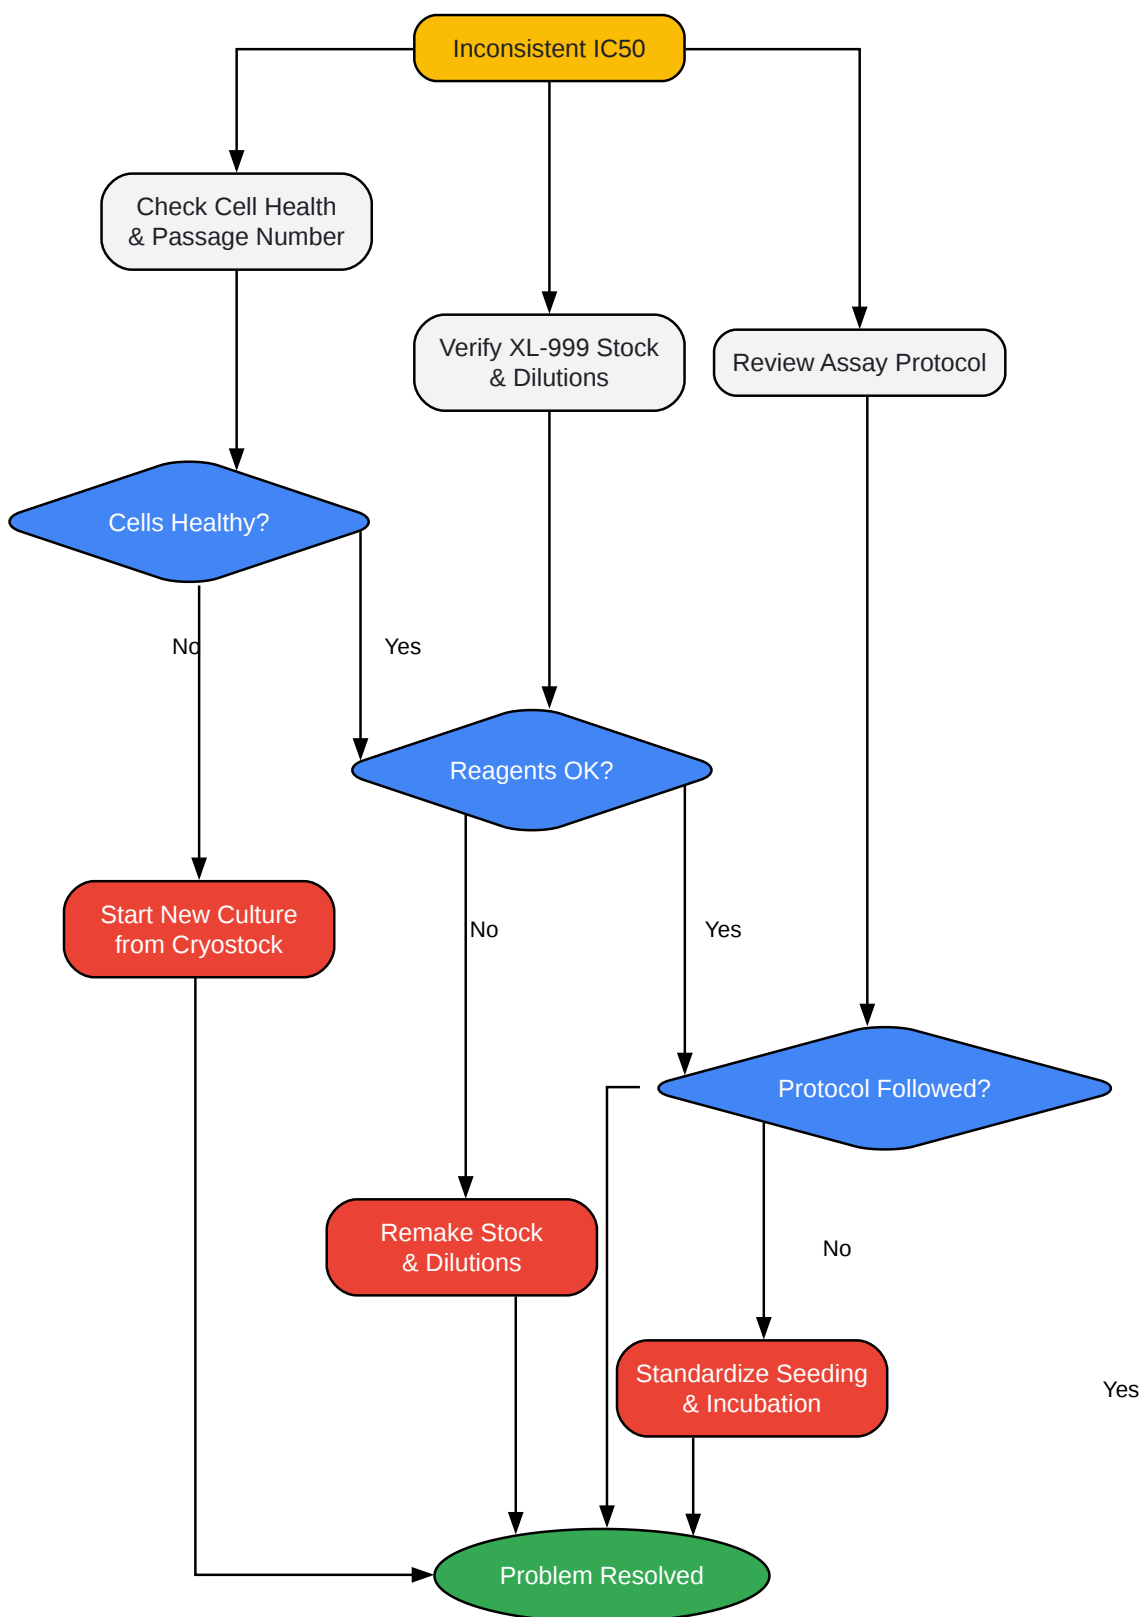 Inconsistent IC50
Check Cell Health
& Passage Number
Verify XL-999 Stock
& Dilutions
Review Assay Protocol
Cells Healthy?
No
Yes
Reagents OK?
Start New Culture
from Cryostock
No
Yes
Protocol Followed?
Remake Stock
& Dilutions
No
Standardize Seeding
& Incubation
Yes
Problem Resolved